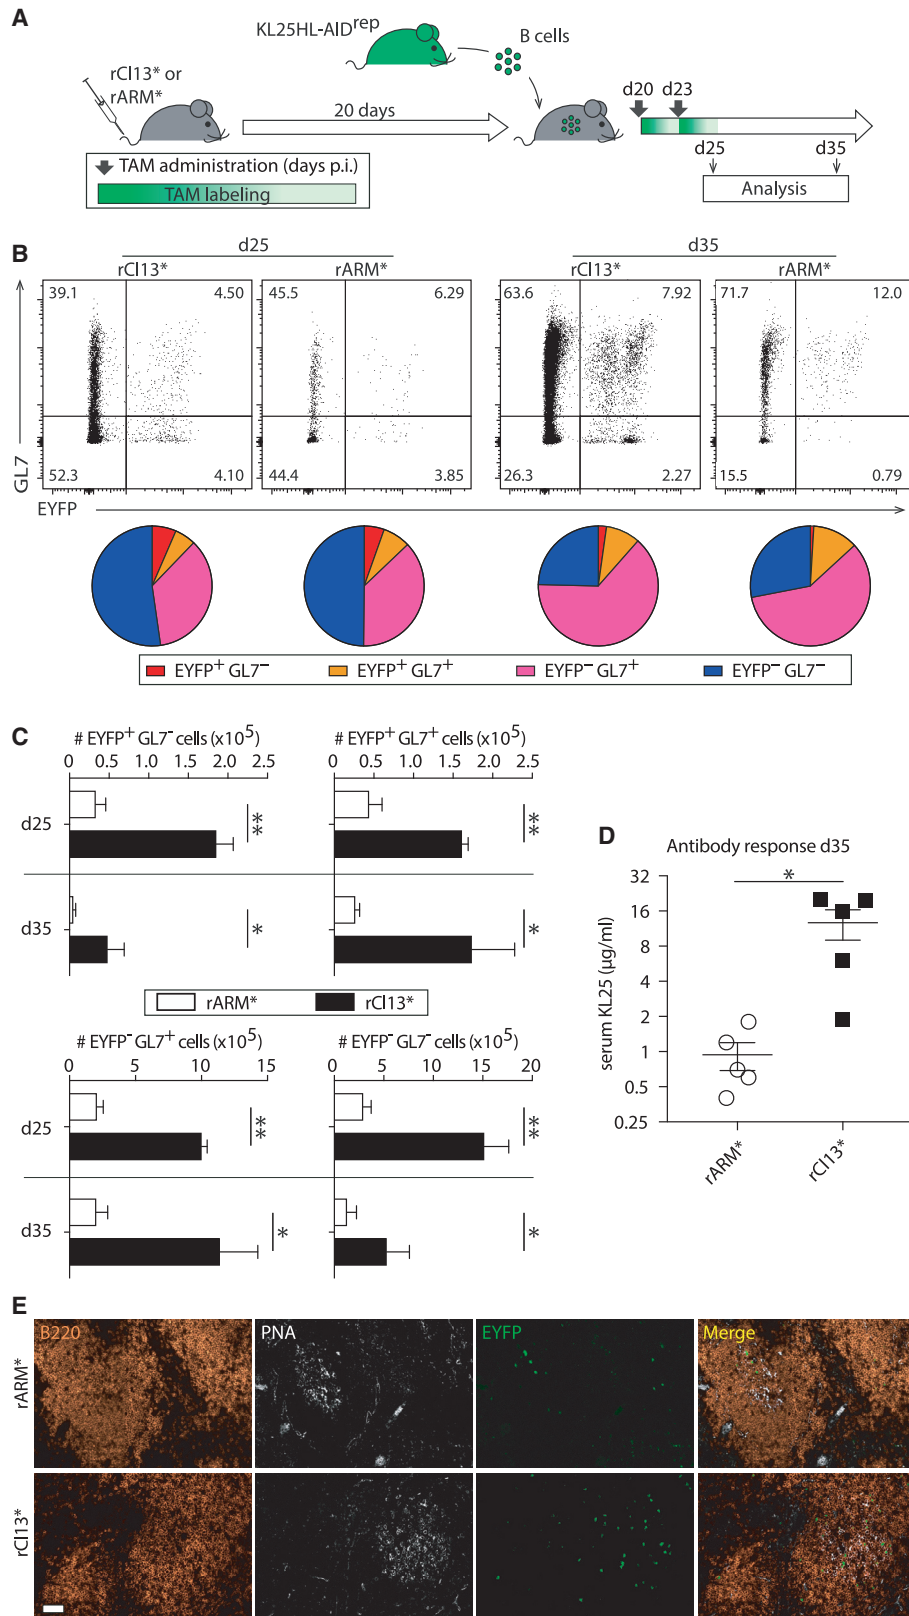 A
KL25HL-AID^rep
B cells
rCl13* or
rARM*
20 days
d20 d23
d25 d35
Analysis
TAM administration (days p.i.)
TAM labeling
B
d25 d35
rCl13* rARM* rCl13* rARM*
39.1 4.50 45.5 6.29 63.6 7.92 71.7 12.0
52.3 4.10 44.4 3.85 26.3 2.27 15.5 0.79
GL7
EYFP
EYFP⁺ GL7⁻ EYFP⁺ GL7⁺ EYFP⁻ GL7⁺ EYFP⁻ GL7⁻
C
# EYFP⁺ GL7⁻ cells (x10⁵) # EYFP⁺ GL7⁺ cells (x10⁵)
0 0.5 1.0 1.5 2.0 2.5 0 0.5 1.0 1.5 2.0 2.5
d25 ** **
d35 * *
rARM* rCl13*
# EYFP⁻ GL7⁺ cells (x10⁵) # EYFP⁻ GL7⁻ cells (x10⁵)
0 5 10 15 0 5 10 15 20
d25 *** ***
d35 * *
D
Antibody response d35
*
serum KL25 (µg/ml)
32
16
8
4
2
1
0.5
0.25
rARM* rCl13*
E
B220 PNA EYFP Merge
rARM*
rCl13*